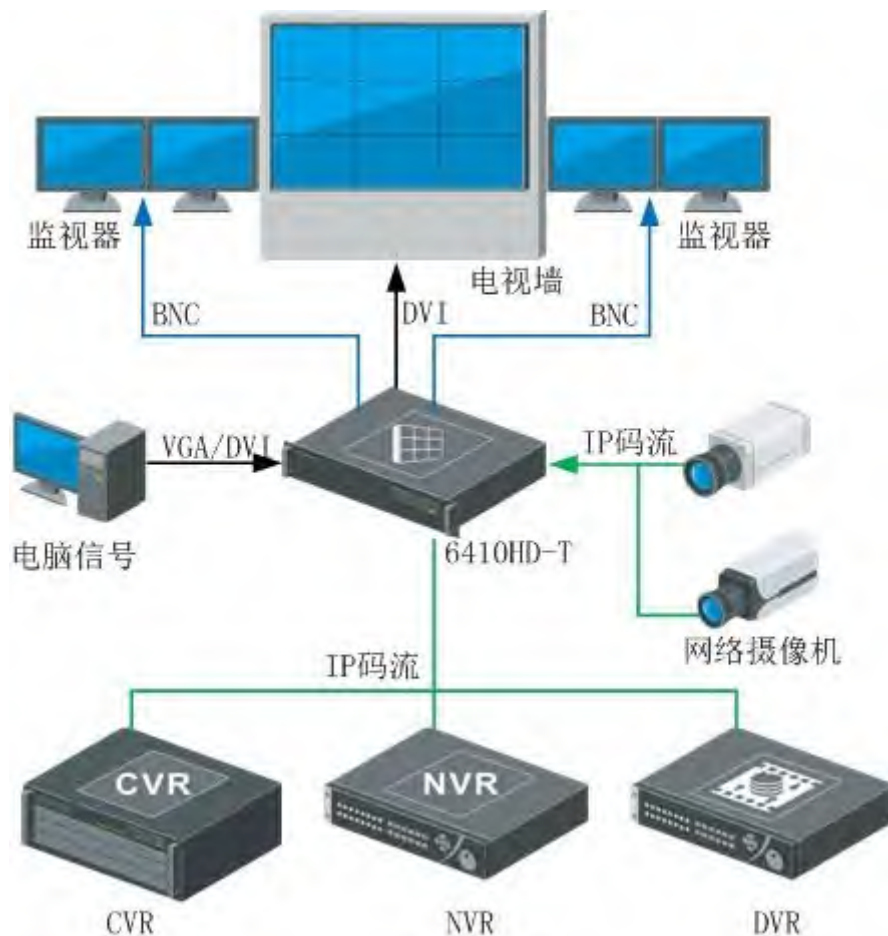 监视器
监视器
电视墙
BNC
DVI
BNC
VGA/DVI
IP码流
电脑信号
6410HD-T
网络摄像机
IP码流
CVR
NVR
CVR
NVR
DVR